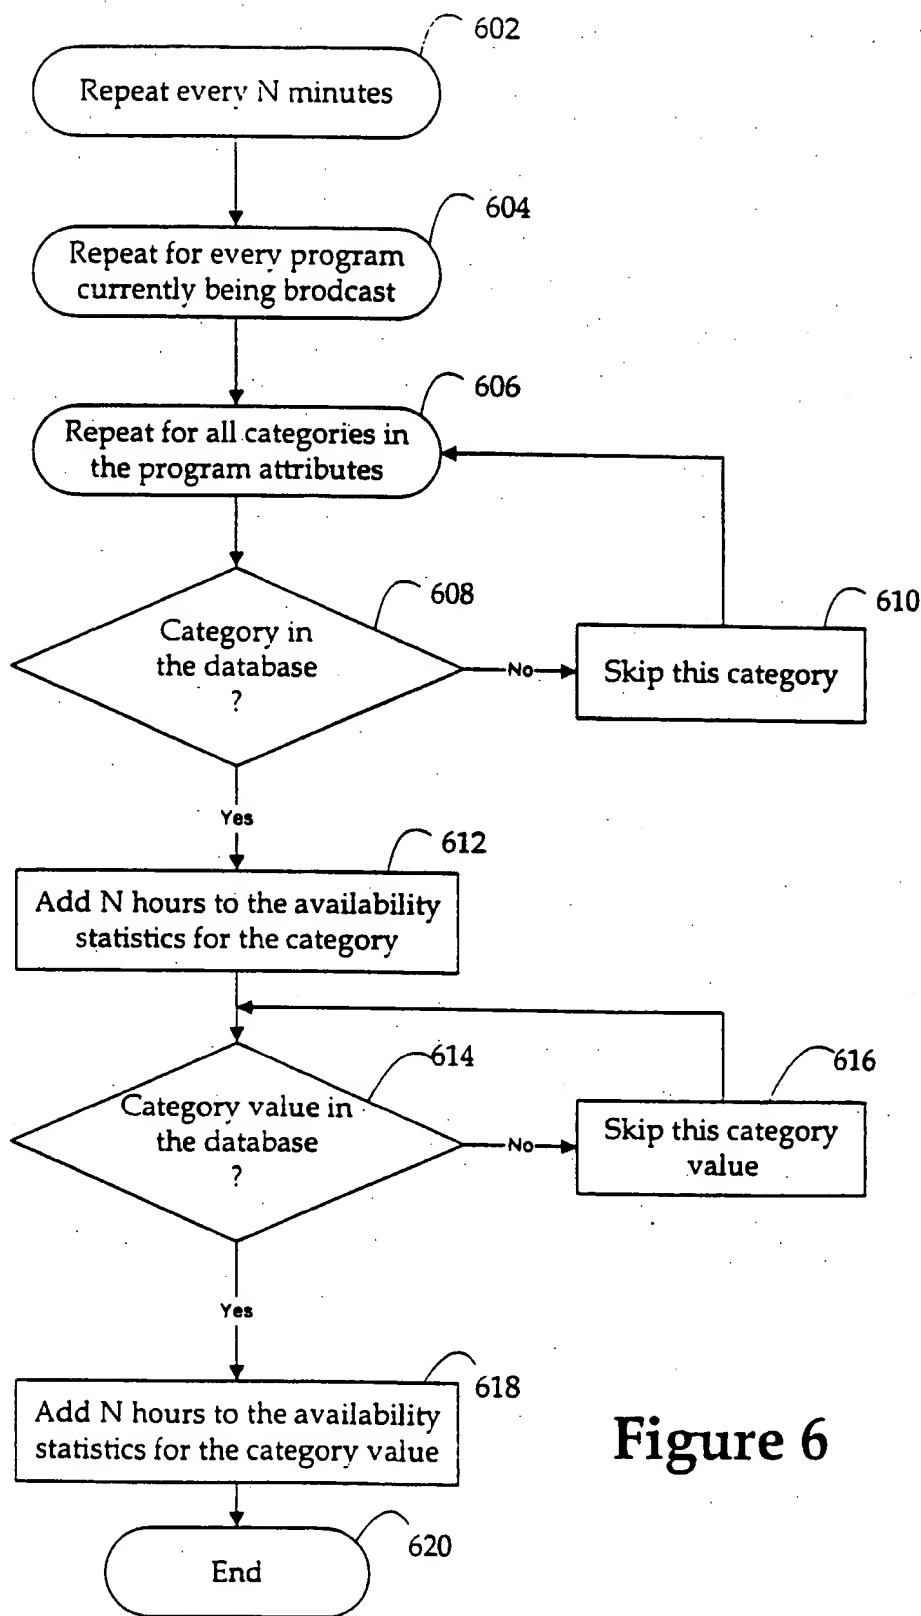 602
Repeat every N minutes
604
Repeat for every program
currently being brodcast
606
Repeat for all categories in
the program attributes
608
Category in
the database
?
No
610
Skip this category
Yes
612
Add N hours to the availability
statistics for the category
614
Category value in
the database
?
No
616
Skip this category
value
Yes
618
Add N hours to the availability
statistics for the category value
Figure 6
620
End